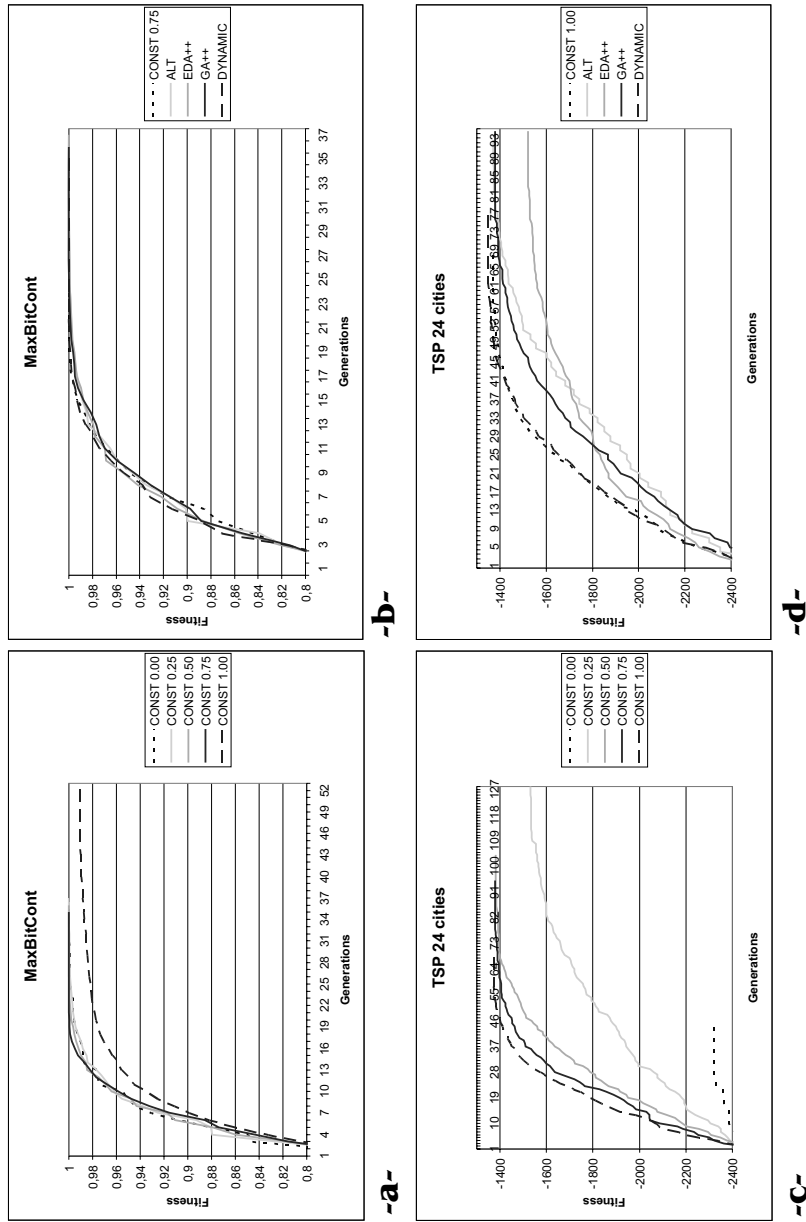 MaxBitCont
Fitness
1
0,98
0,96
0,94
0,92
0,9
0,88
0,86
0,84
0,82
0,8
1 4 7 10 13 16 19 22 25 28 31 34 37 40 43 46 49 52
Generations
CONST 0.00
CONST 0.25
CONST 0.50
CONST 0.75
CONST 1.00
-a-
MaxBitCont
Fitness
1
0,98
0,96
0,94
0,92
0,9
0,88
0,86
0,84
0,82
0,8
1 3 5 7 9 11 13 15 17 19 21 23 25 27 29 31 33 35 37
Generations
CONST 0.75
ALT
EDA++
GA++
DYNAMIC
-b-
TSP 24 cities
1 10 19 28 37 46 55 64 73 82 91 100 109 118 127
Fitness
-1400
-1600
-1800
-2000
-2200
-2400
Generations
CONST 0.00
CONST 0.25
CONST 0.50
CONST 0.75
CONST 1.00
-c-
TSP 24 cities
1 5 9 13 17 21 25 29 33 37 41 45 49 53 57 61 65 69 73 77 81 85 89 93
Fitness
-1400
-1600
-1800
-2000
-2200
-2400
Generations
CONST 1.00
ALT
EDA++
GA++
DYNAMIC
-d-